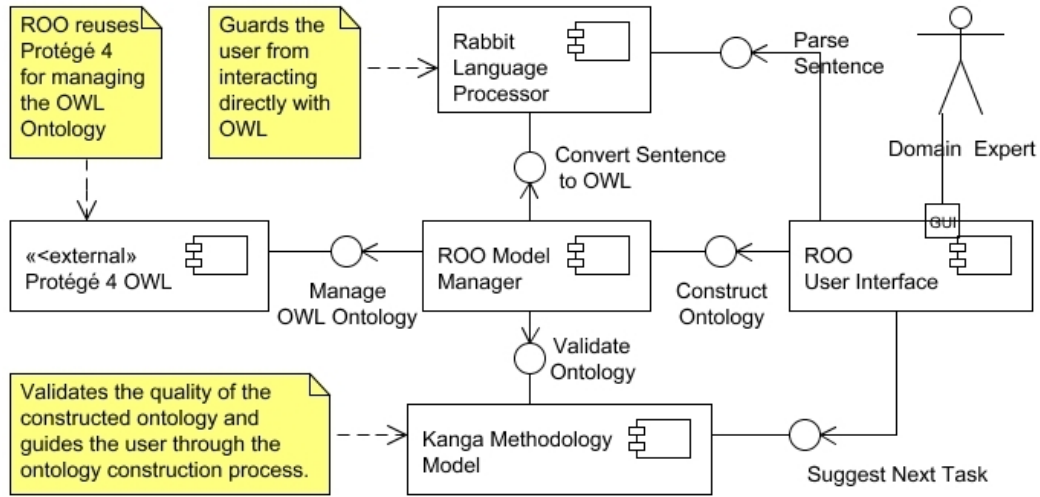 ROO reuses
Protégé 4
for managing
the OWL
Ontology
Guards the
user from
interacting
directly with
OWL
Rabbit
Language
Processor
Parse
Sentence
Domain Expert
Convert Sentence
to OWL
GUI
«<external»
Protégé 4 OWL
Manage
OWL Ontology
ROO Model
Manager
Construct
Ontology
ROO
User Interface
Validate
Ontology
Validates the quality of the
constructed ontology and
guides the user through the
ontology construction process.
Kanga Methodology
Model
Suggest Next Task